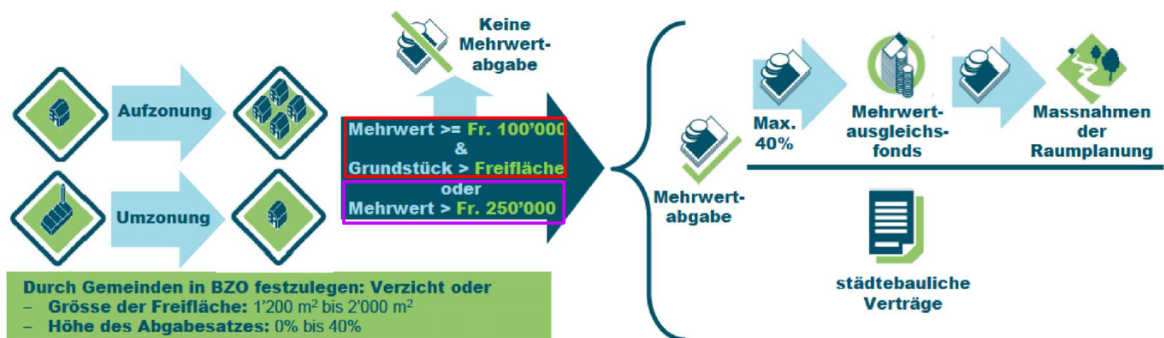 Aufzonung
Umzonung
Keine
Mehrwert-
abgabe
Mehrwert >= Fr. 100'000
&
Grundstück > Freifläche
oder
Mehrwert > Fr. 250'000
Durch Gemeinden in BZO festzulegen: Verzicht oder
– Grösse der Freifläche: 1'200 m² bis 2'000 m²
– Höhe des Abgabesatzes: 0% bis 40%
Mehrwert-
abgabe
Max.
40%
Mehrwert-
ausgleichs-
fonds
Massnahmen
der
Raumplanung
städtebauliche
Verträge